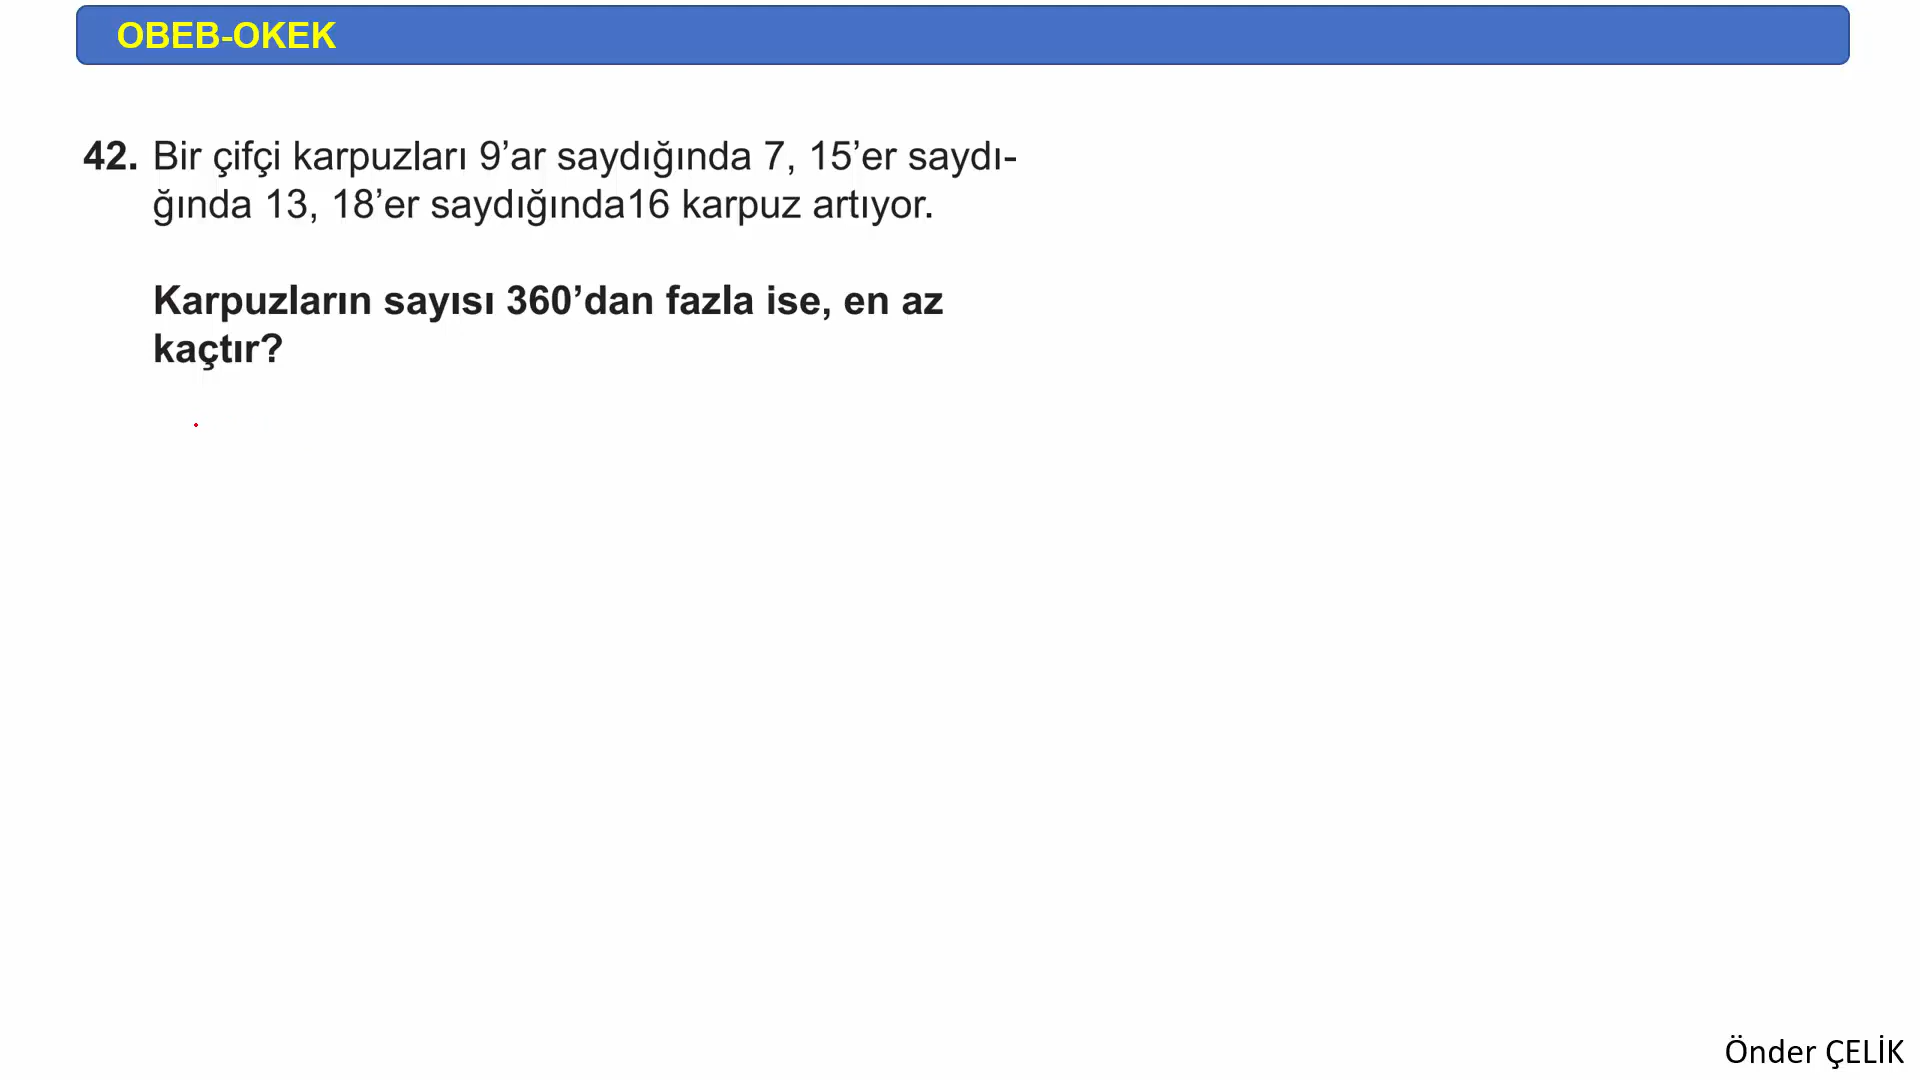 OBEB-OKEK
42. Bir çifçi karpuzları 9’ar saydığında 7, 15’er saydı-
ğında 13, 18’er saydığında16 karpuz artıyor.
Karpuzların sayısı 360’dan fazla ise, en az
kaçtır?
Önder ÇELİK